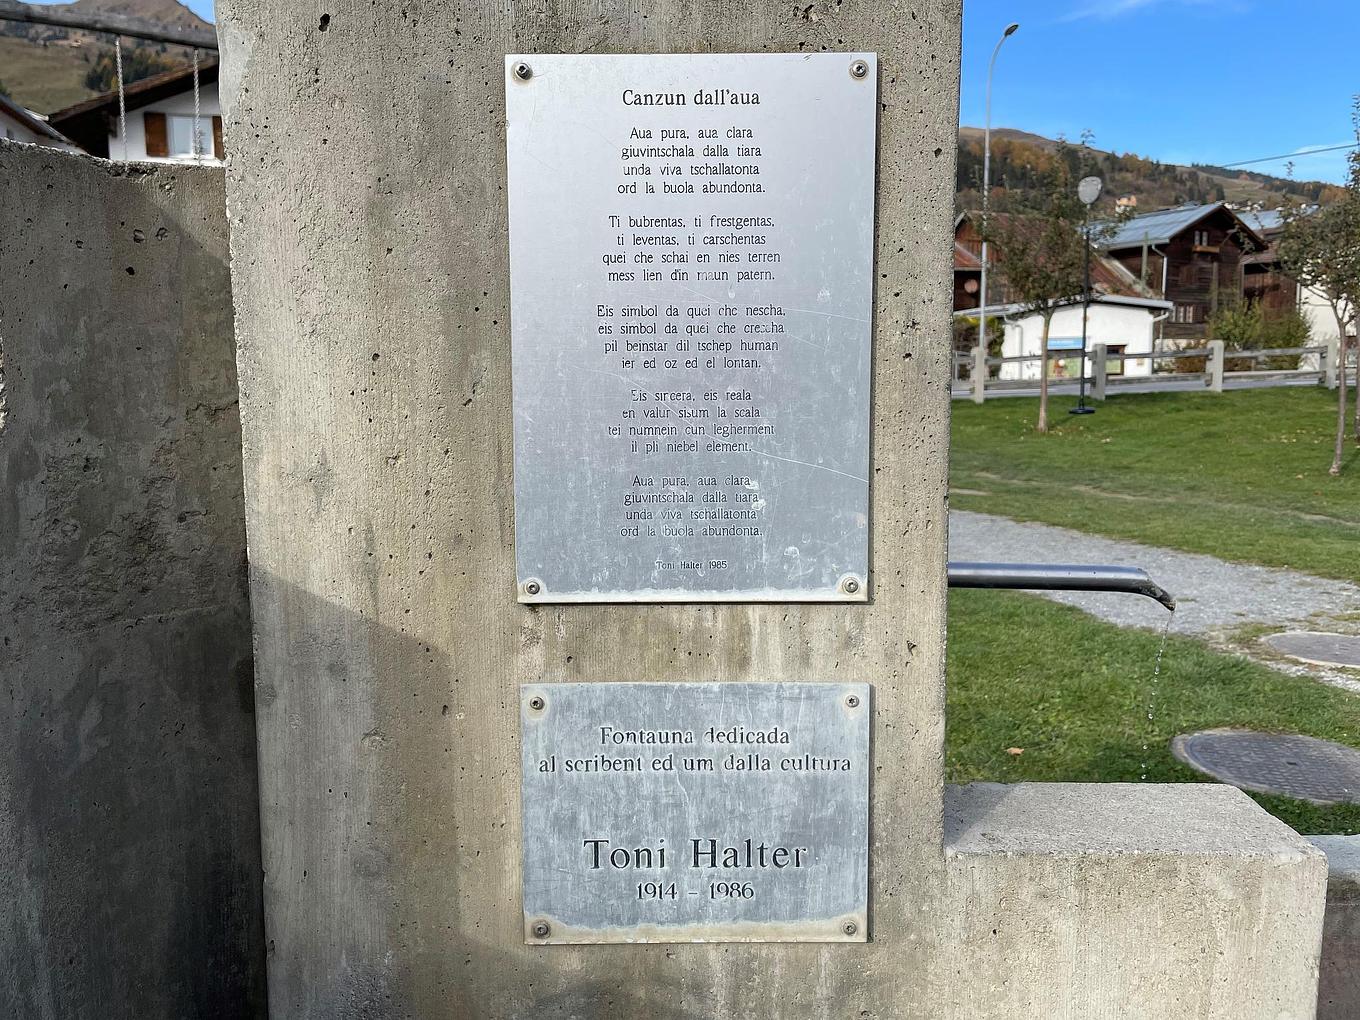 Canzun dall'aua
Aua pura, aua clara
giuvintschala dalla tiara
unda viva tschallatonta
ord la buola abundonta.
Ti bubrentas, ti frestgentas,
ti leventas, ti carschentas
quei che schai en nies terren
mess lien d'in maun patern.
Eis simbol da quei che nescha,
eis simbol da quei che crescha
pil beinstar dil tschep human
ier ed oz ed el lontan.
Eis sincera, eis reala
en valur sisum la scala
tei numnein cun legherment
il pli niebel element.
Aua pura, aua clara
giuvintschala dalla tiara
unda viva tschallatonta
ord la buola abundonta.
Toni Halter 1985
Fontauna dedicada
al scribent ed um dalla cultura
Toni Halter
1914 - 1986